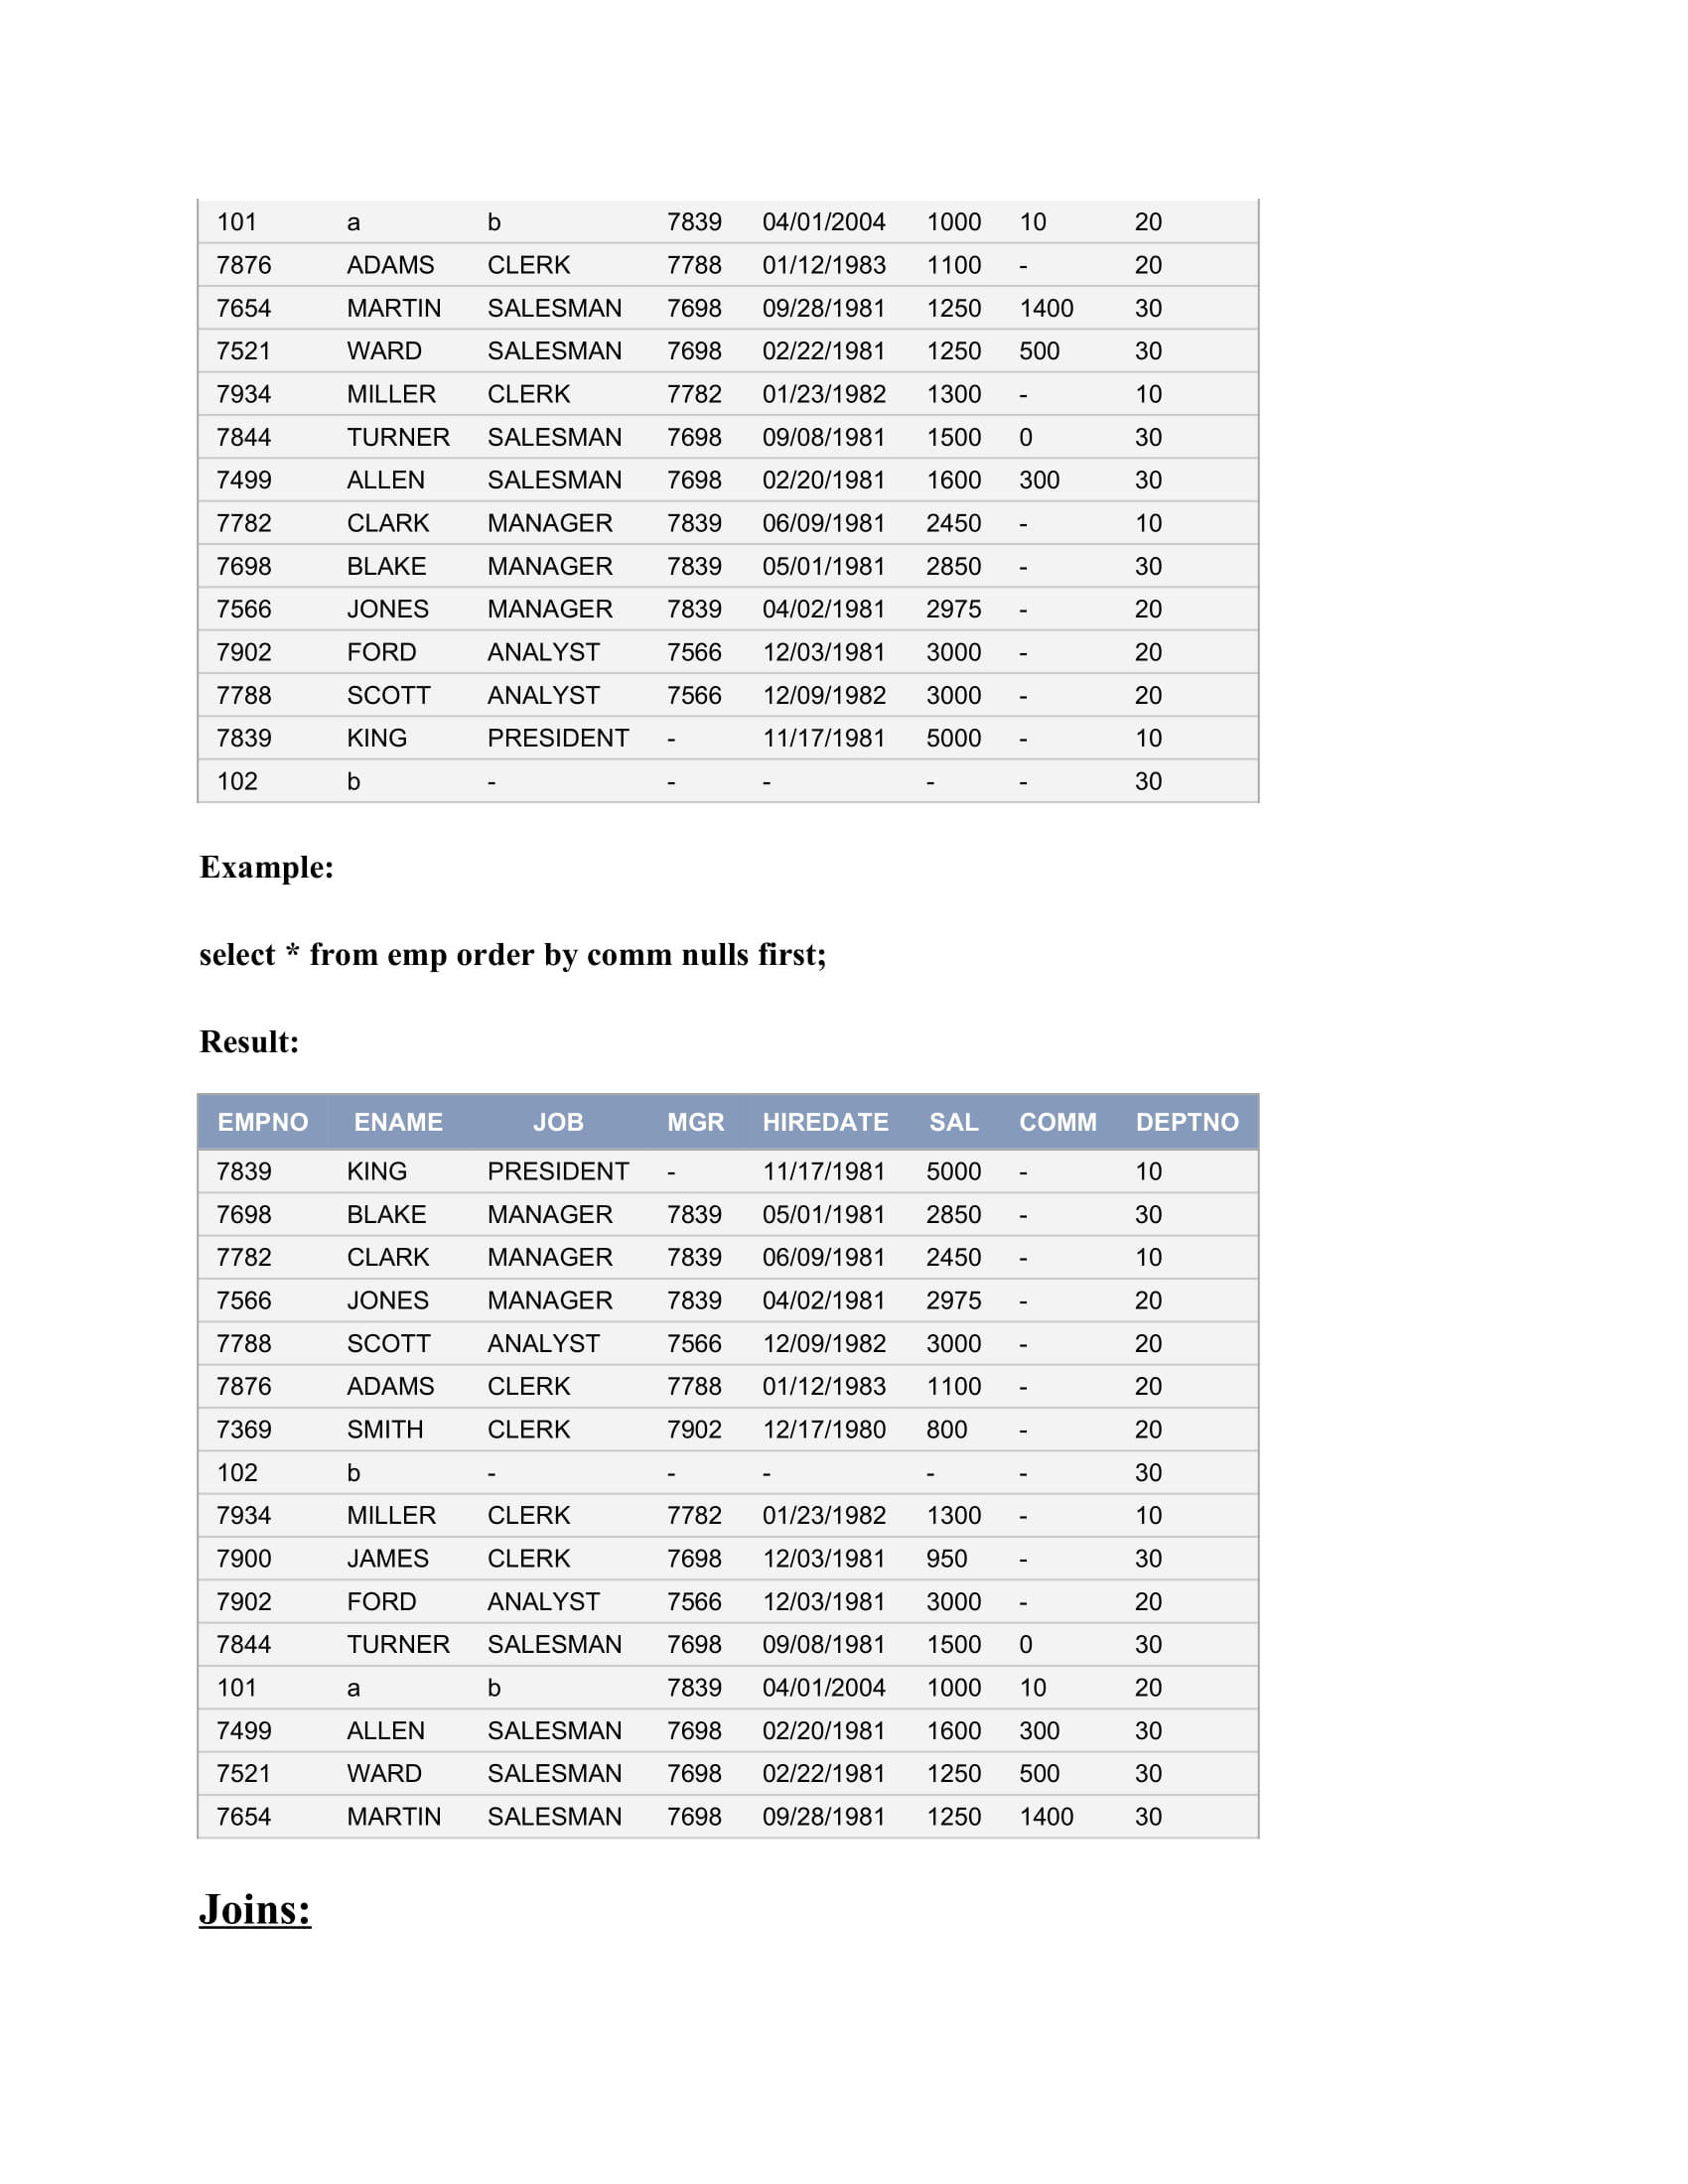 101 a b 7839 04/01/2004 1000 10 20
7876 ADAMS CLERK 7788 01/12/1983 1100 - 20
7654 MARTIN SALESMAN 7698 09/28/1981 1250 1400 30
7521 WARD SALESMAN 7698 02/22/1981 1250 500 30
7934 MILLER CLERK 7782 01/23/1982 1300 - 10
7844 TURNER SALESMAN 7698 09/08/1981 1500 0 30
7499 ALLEN SALESMAN 7698 02/20/1981 1600 300 30
7782 CLARK MANAGER 7839 06/09/1981 2450 - 10
7698 BLAKE MANAGER 7839 05/01/1981 2850 - 30
7566 JONES MANAGER 7839 04/02/1981 2975 - 20
7902 FORD ANALYST 7566 12/03/1981 3000 - 20
7788 SCOTT ANALYST 7566 12/09/1982 3000 - 20
7839 KING PRESIDENT - 11/17/1981 5000 - 10
102 b - - - - - 30
Example:
select * from emp order by comm nulls first;
Result:
EMPNO ENAME JOB MGR HIREDATE SAL COMM DEPTNO
7839 KING PRESIDENT - 11/17/1981 5000 - 10
7698 BLAKE MANAGER 7839 05/01/1981 2850 - 30
7782 CLARK MANAGER 7839 06/09/1981 2450 - 10
7566 JONES MANAGER 7839 04/02/1981 2975 - 20
7788 SCOTT ANALYST 7566 12/09/1982 3000 - 20
7876 ADAMS CLERK 7788 01/12/1983 1100 - 20
7369 SMITH CLERK 7902 12/17/1980 800 - 20
102 b - - - - - 30
7934 MILLER CLERK 7782 01/23/1982 1300 - 10
7900 JAMES CLERK 7698 12/03/1981 950 - 30
7902 FORD ANALYST 7566 12/03/1981 3000 - 20
7844 TURNER SALESMAN 7698 09/08/1981 1500 0 30
101 a b 7839 04/01/2004 1000 10 20
7499 ALLEN SALESMAN 7698 02/20/1981 1600 300 30
7521 WARD SALESMAN 7698 02/22/1981 1250 500 30
7654 MARTIN SALESMAN 7698 09/28/1981 1250 1400 30
Joins: